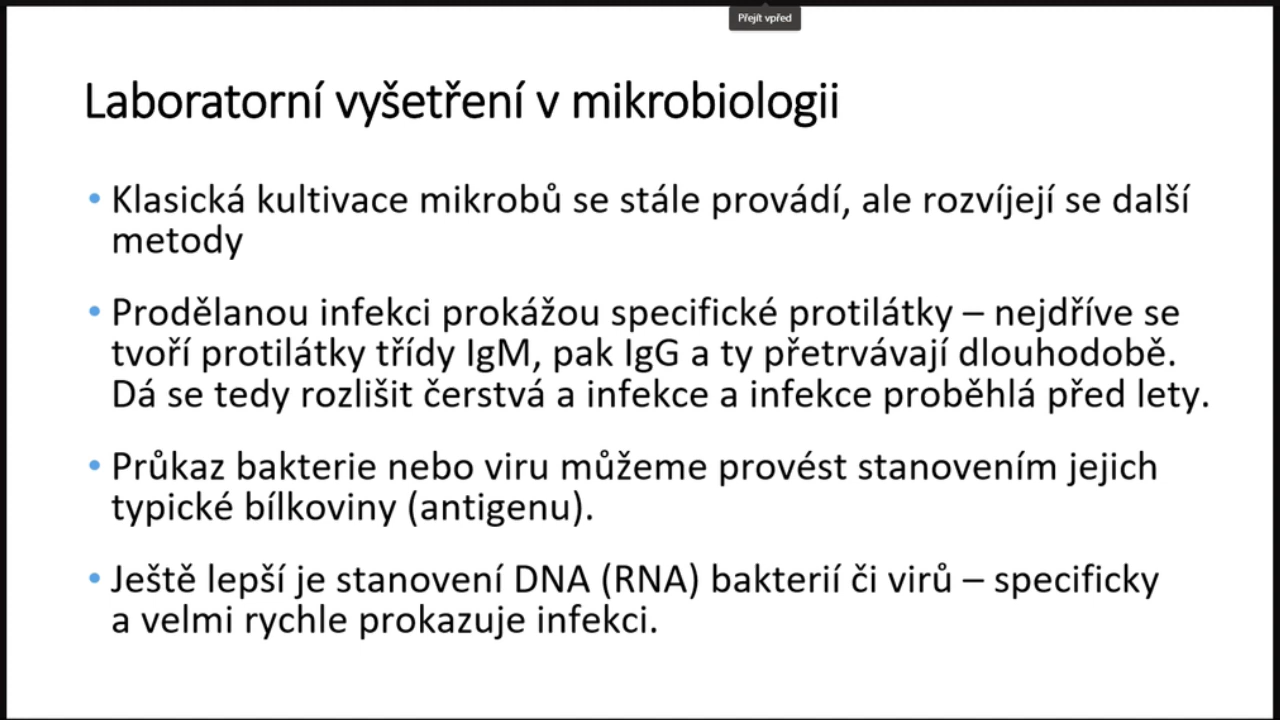 Přejít vpřed
Laboratorní vyšetření v mikrobiologii
• Klasická kultivace mikrobů se stále provádí, ale rozvíjejí se další
metody
• Prodělanou infekci prokážou specifické protilátky – nejdříve se
tvoří protilátky třídy IgM, pak IgG a ty přetrvávají dlouhodobě.
Dá se tedy rozlišit čerstvá a infekce a infekce proběhlá před lety.
• Průkaz bakterie nebo viru můžeme provést stanovením jejich
typické bílkoviny (antigenu).
• Ještě lepší je stanovení DNA (RNA) bakterií či virů – specificky
a velmi rychle prokazuje infekci.